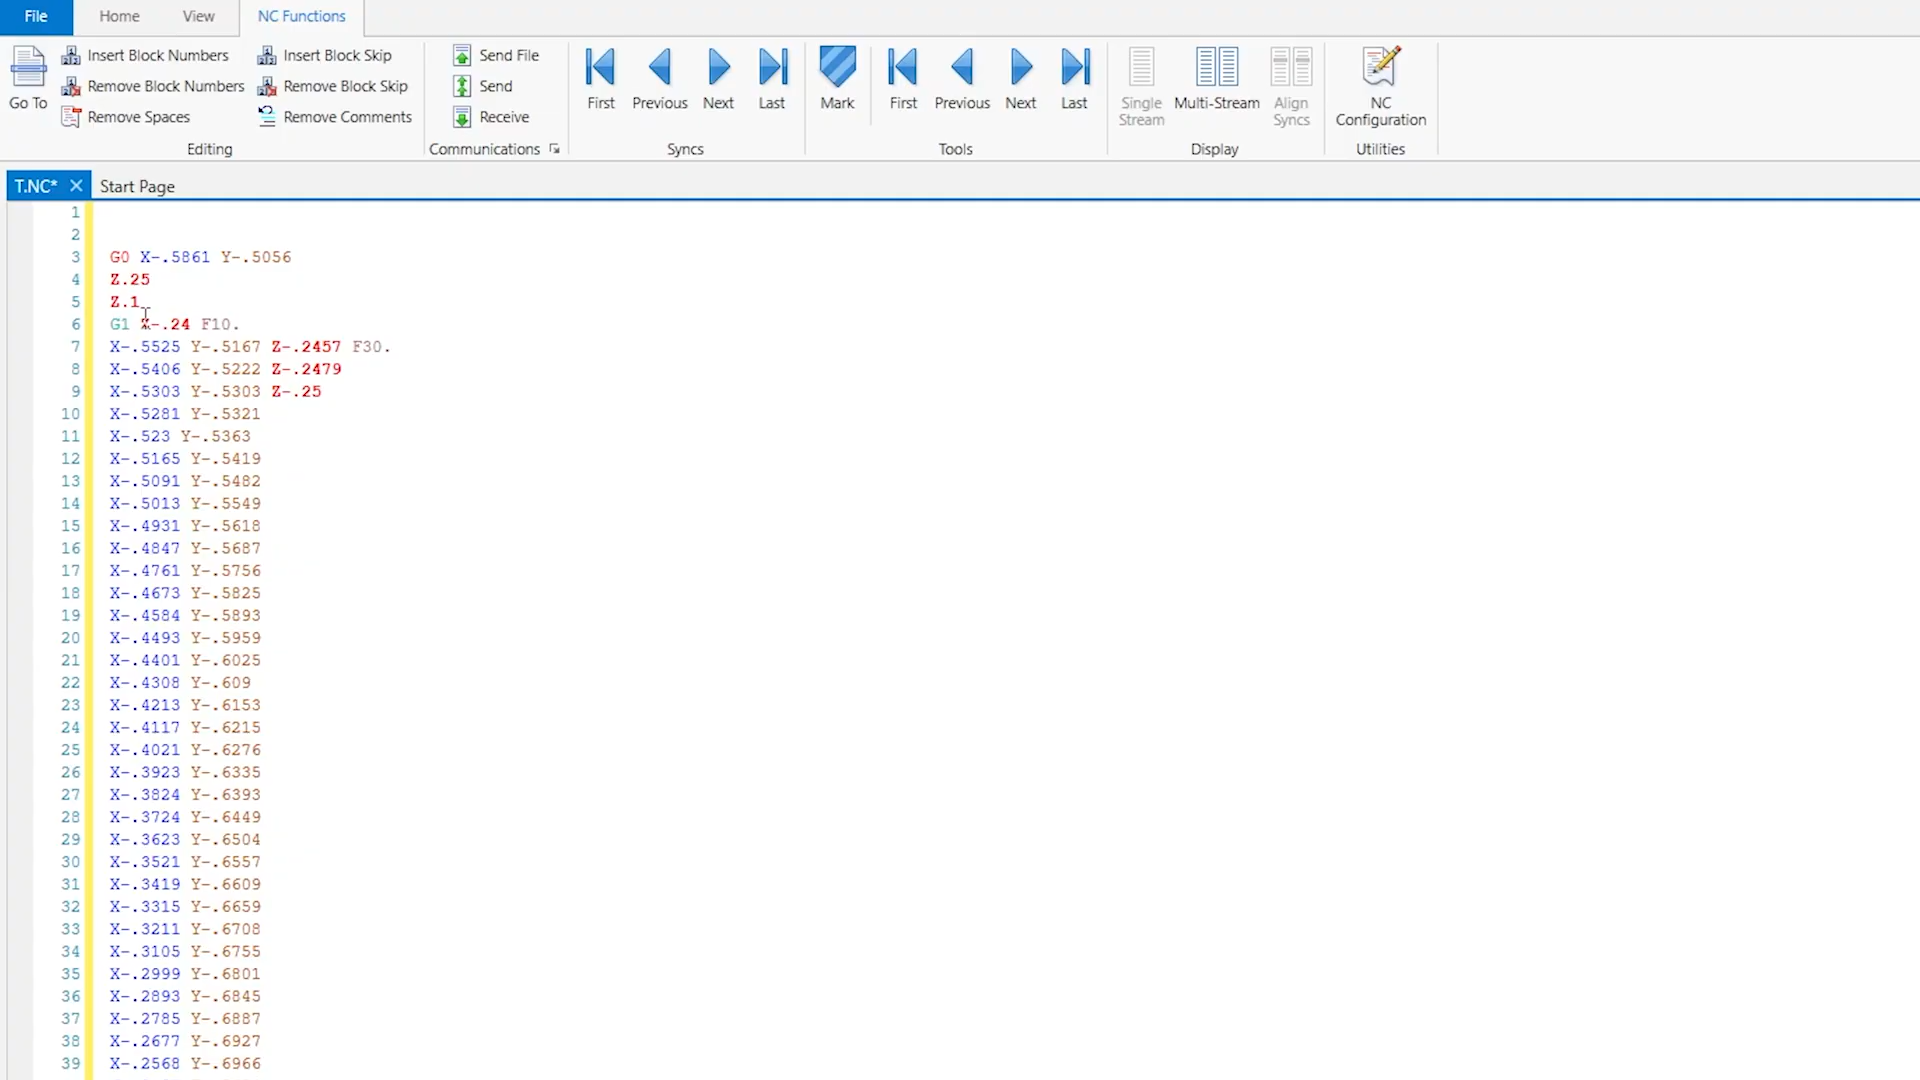 File Home View NC Functions
Go To
Insert Block Numbers
Remove Block Numbers
Remove Spaces
Insert Block Skip
Remove Block Skip
Remove Comments
Editing
Send File
Send
Receive
Communications
First Previous Next Last
Syncs
Mark
First Previous Next Last
Tools
Single Stream
Multi-Stream
Align Syncs
Display
NC Configuration
Utilities
T.NC* Start Page
1
2
3 G0 X-.5861 Y-.5056
4 Z.25
5 Z.1
6 G1 Z-.24 F10.
7 X-.5525 Y-.5167 Z-.2457 F30.
8 X-.5406 Y-.5222 Z-.2479
9 X-.5303 Y-.5303 Z-.25
10 X-.5281 Y-.5321
11 X-.523 Y-.5363
12 X-.5165 Y-.5419
13 X-.5091 Y-.5482
14 X-.5013 Y-.5549
15 X-.4931 Y-.5618
16 X-.4847 Y-.5687
17 X-.4761 Y-.5756
18 X-.4673 Y-.5825
19 X-.4584 Y-.5893
20 X-.4493 Y-.5959
21 X-.4401 Y-.6025
22 X-.4308 Y-.609
23 X-.4213 Y-.6153
24 X-.4117 Y-.6215
25 X-.4021 Y-.6276
26 X-.3923 Y-.6335
27 X-.3824 Y-.6393
28 X-.3724 Y-.6449
29 X-.3623 Y-.6504
30 X-.3521 Y-.6557
31 X-.3419 Y-.6609
32 X-.3315 Y-.6659
33 X-.3211 Y-.6708
34 X-.3105 Y-.6755
35 X-.2999 Y-.6801
36 X-.2893 Y-.6845
37 X-.2785 Y-.6887
38 X-.2677 Y-.6927
39 X-.2568 Y-.6966